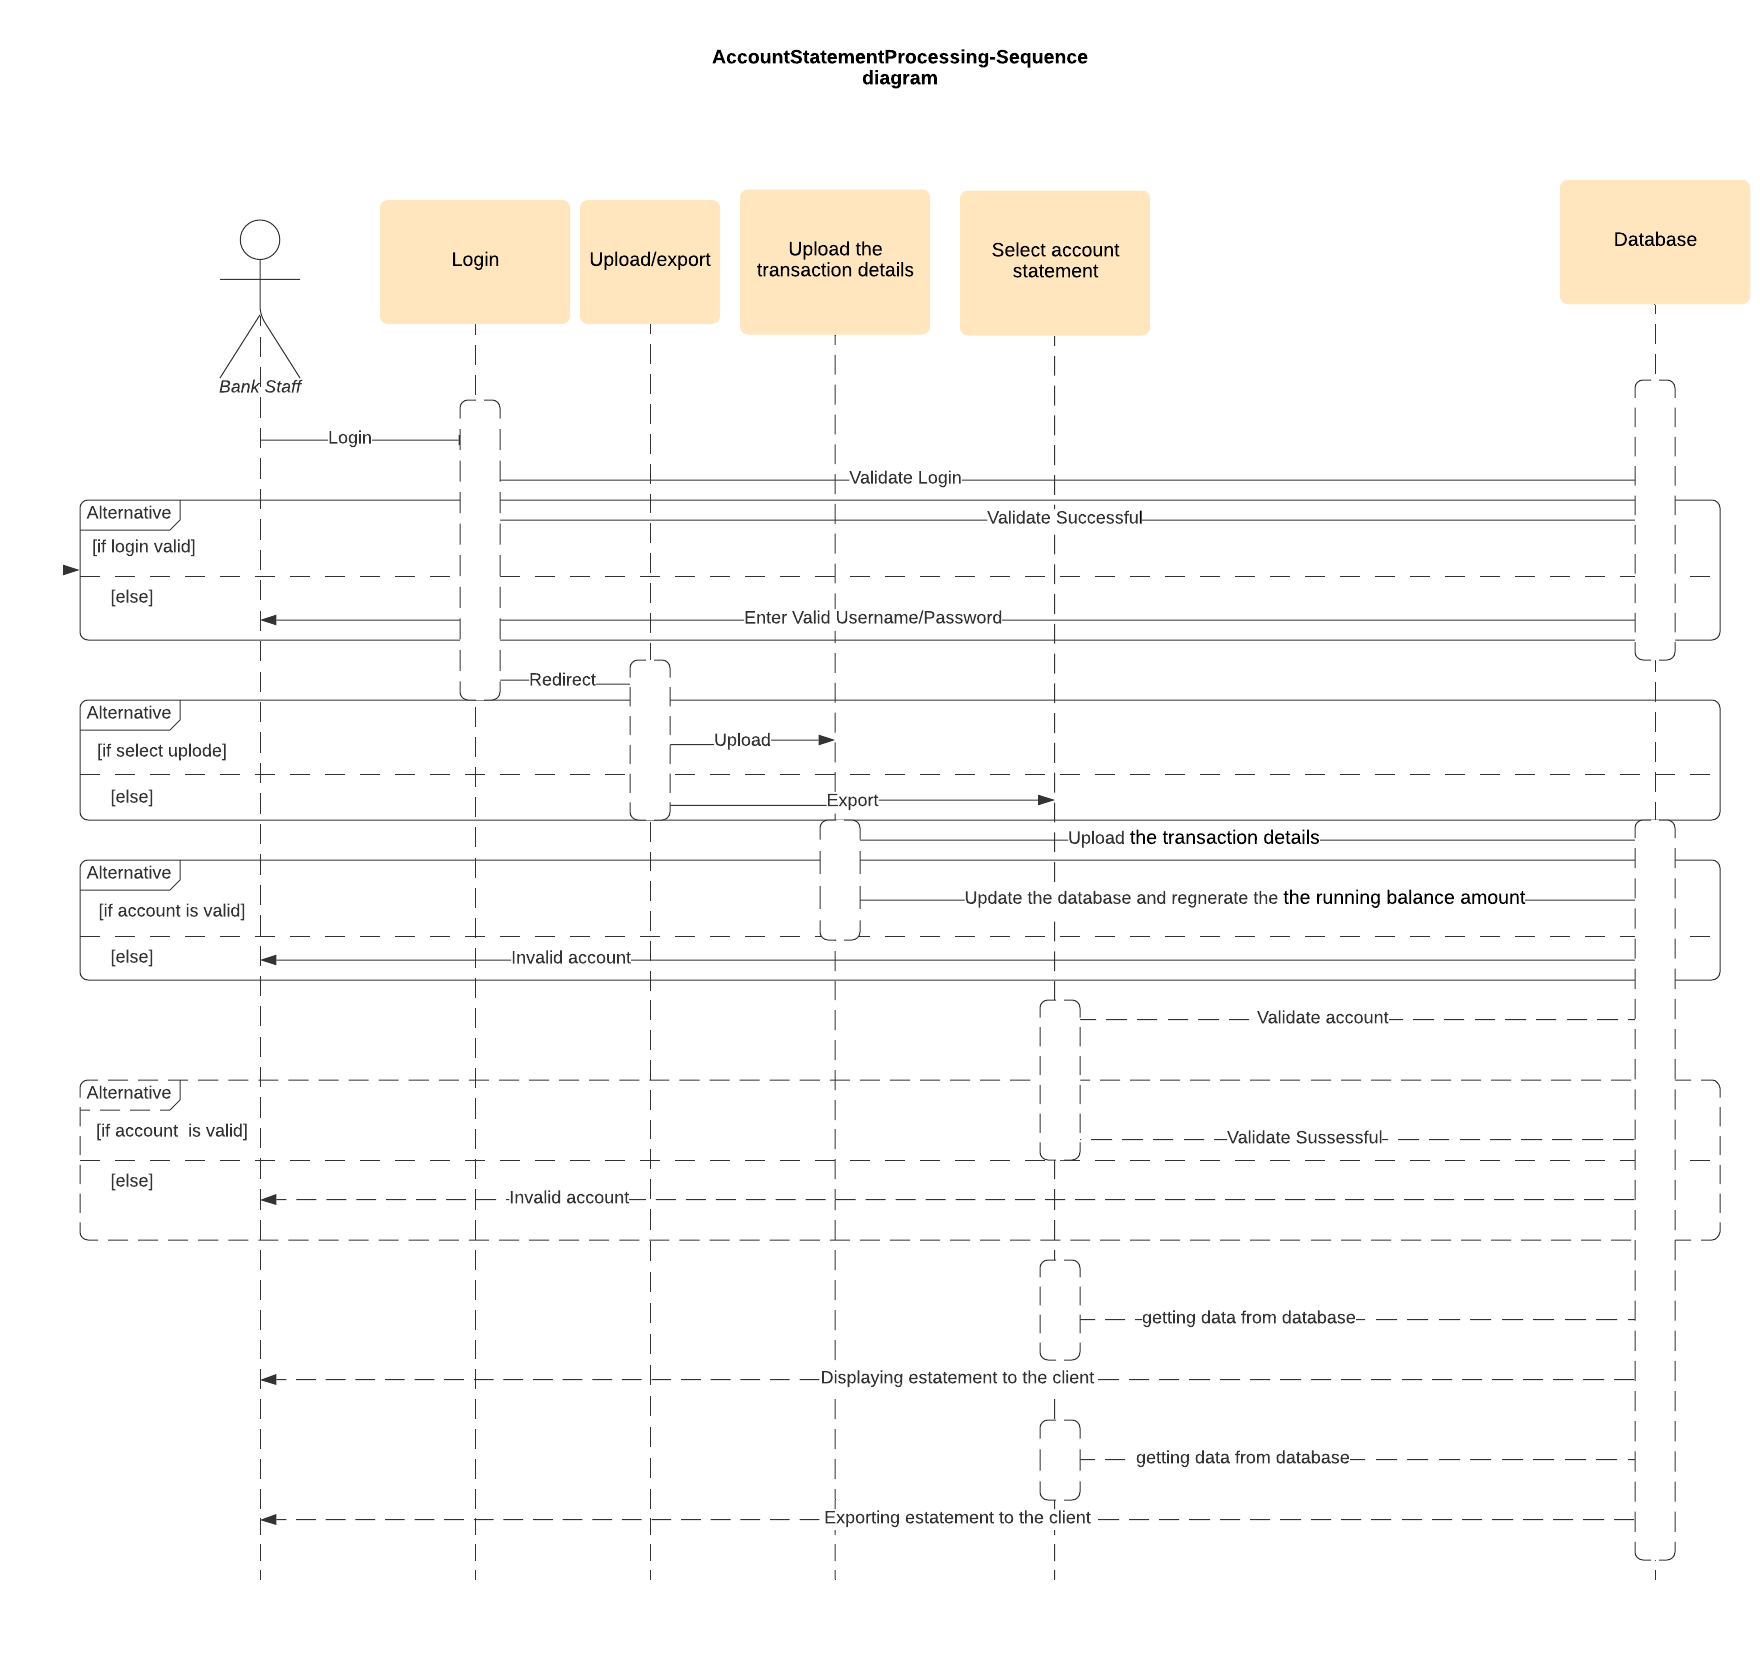 AccountStatementProcessing-Sequence
diagram
Login
Upload/export
Upload the
transaction details
Select account
statement
Database
Bank Staff
Login
Validate Login
Alternative
Validate Successful
[if login valid]
[else]
Enter Valid Username/Password
Redirect
Alternative
Upload
[if select uplode]
[else]
Export
Upload the transaction details
Alternative
Update the database and regnerate the the running balance amount
[if account is valid]
[else]
Invalid account
Validate account
Alternative
[if account  is valid]
Validate Sussessful
[else]
Invalid account
getting data from database
Displaying estatement to the client
getting data from database
Exporting estatement to the client